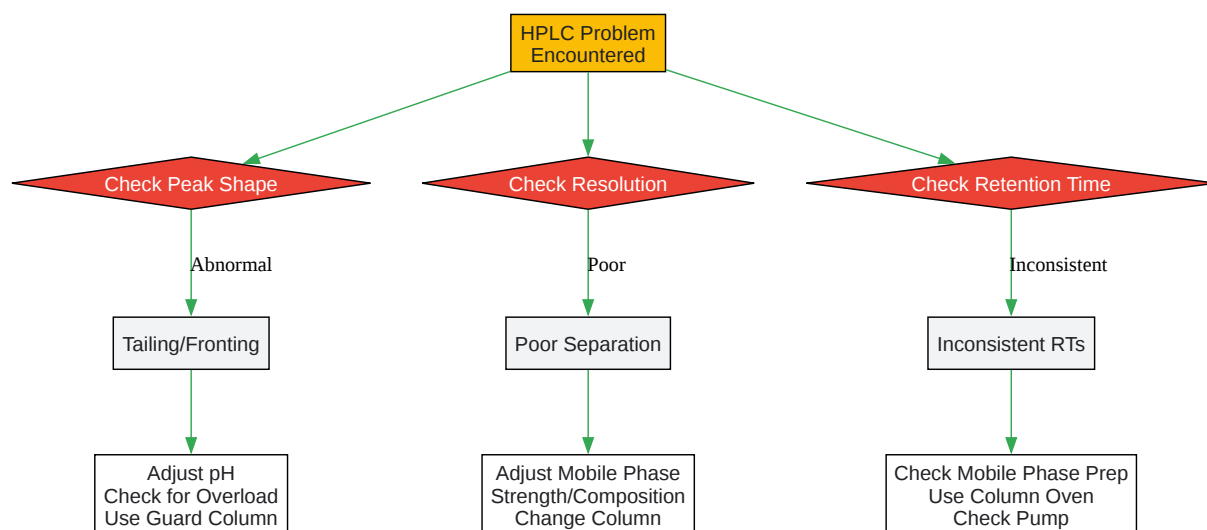 HPLC Problem
Encountered
Check Peak Shape
Check Resolution
Check Retention Time
Abnormal
Poor
Inconsistent
Tailing/Fronting
Poor Separation
Inconsistent RTs
Adjust pH
Check for Overload
Use Guard Column
Adjust Mobile Phase
Strength/Composition
Change Column
Check Mobile Phase Prep
Use Column Oven
Check Pump